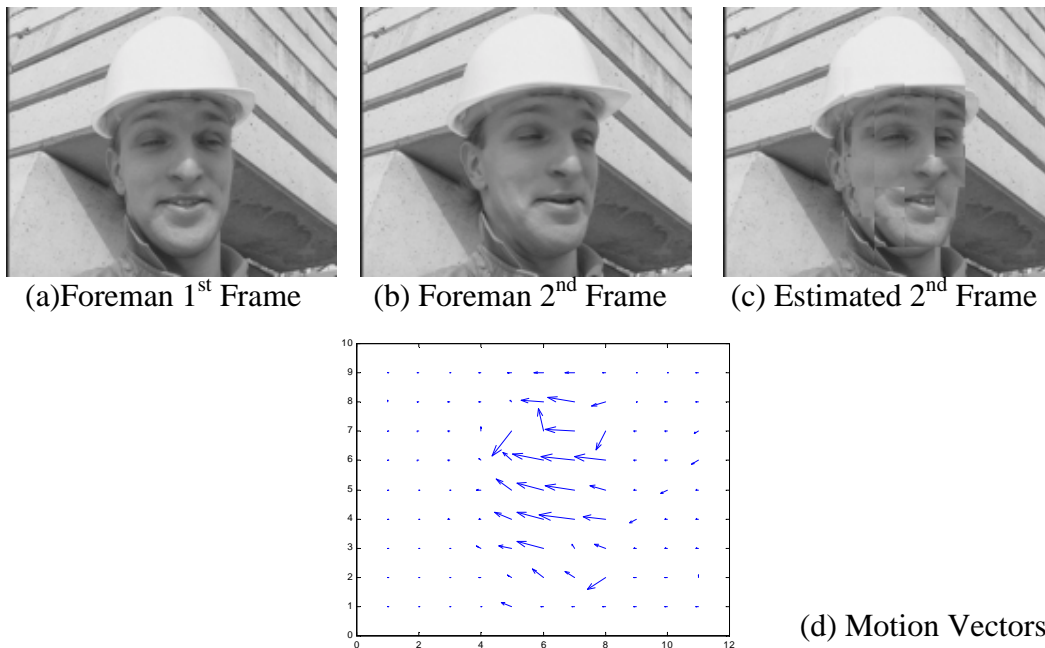 (a)Foreman 1st Frame
(b) Foreman 2nd Frame
(c) Estimated 2nd Frame
10
9
8
7
6
5
4
3
2
1
0
0 2 4 6 8 10 12
(d) Motion Vectors